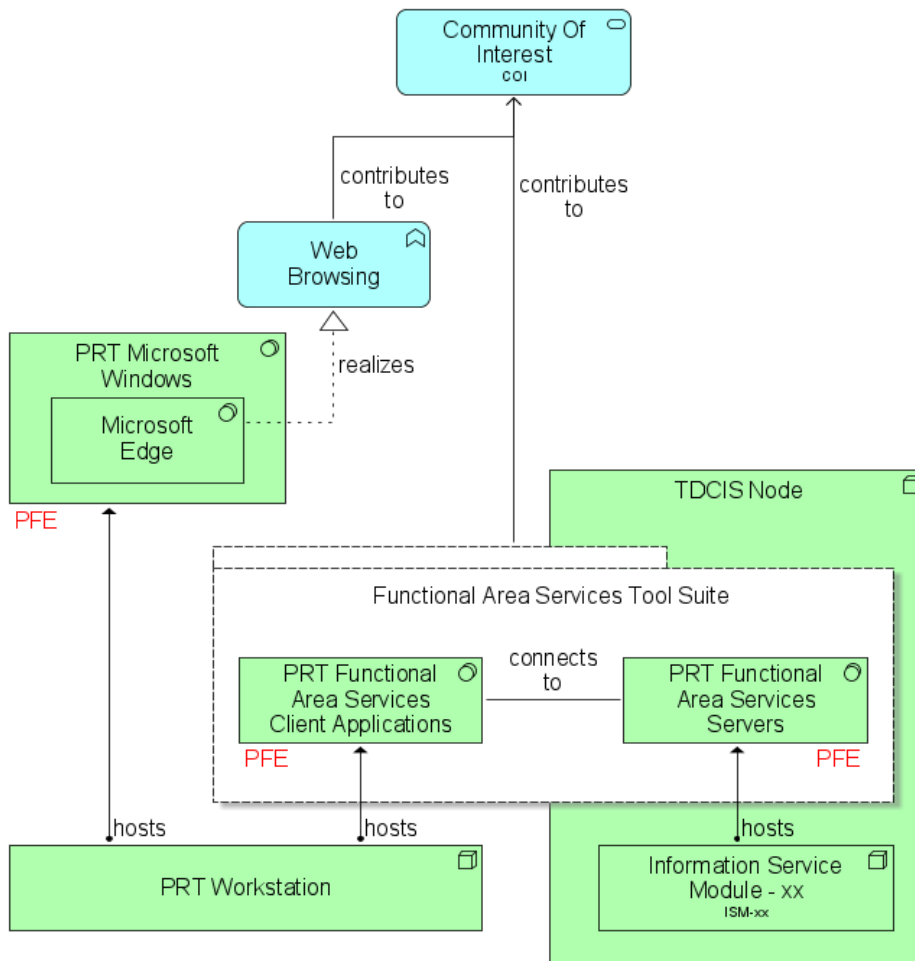 Community Of
Interest
COI
contributes
to
contributes
to
Web
Browsing
realizes
PRT Microsoft
Windows
Microsoft
Edge
PFE
TDCIS Node
Functional Area Services Tool Suite
PRT Functional
Area Services
Client Applications
connects
to
PRT Functional
Area Services
Servers
PFE
PFE
hosts
hosts
hosts
PRT Workstation
Information Service
Module - xx
ISM-xx